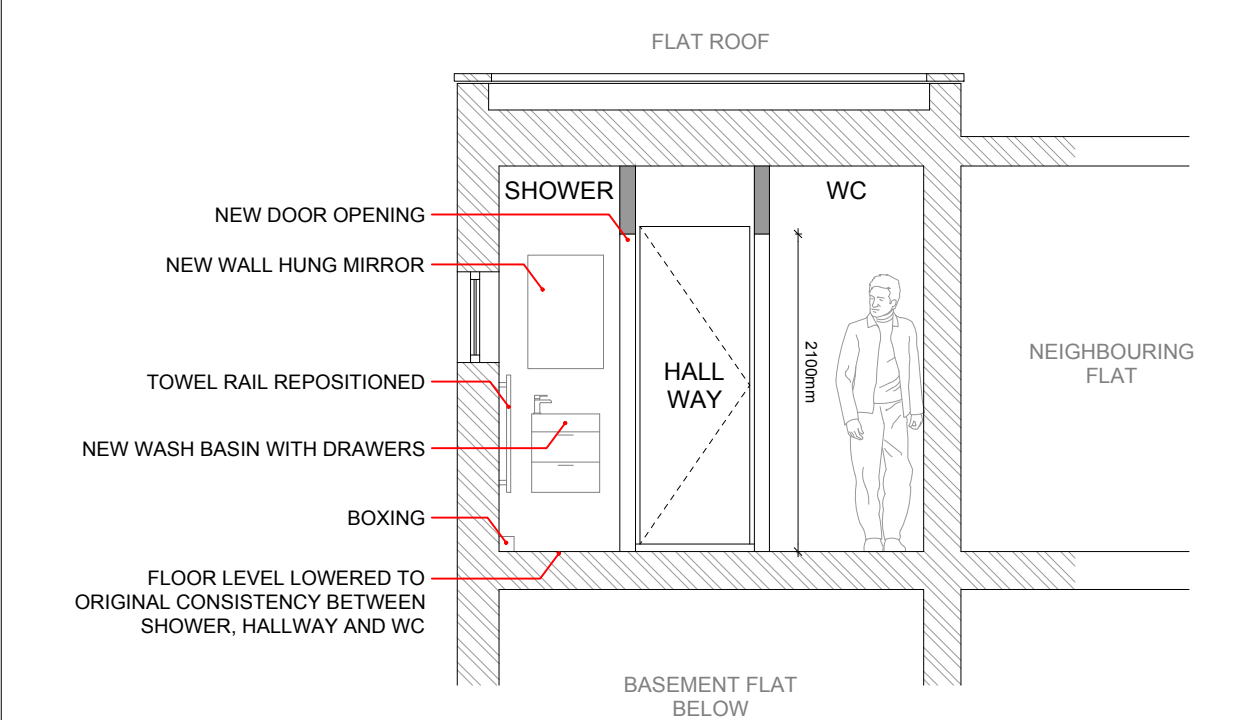 FLAT ROOF
SHOWER
WC
NEW DOOR OPENING
NEW WALL HUNG MIRROR
TOWEL RAIL REPOSITIONED
NEW WASH BASIN WITH DRAWERS
BOXING
FLOOR LEVEL LOWERED TO
ORIGINAL CONSISTENCY BETWEEN
SHOWER, HALLWAY AND WC
HALL
WAY
2100mm
NEIGHBOURING
FLAT
BASEMENT FLAT
BELOW